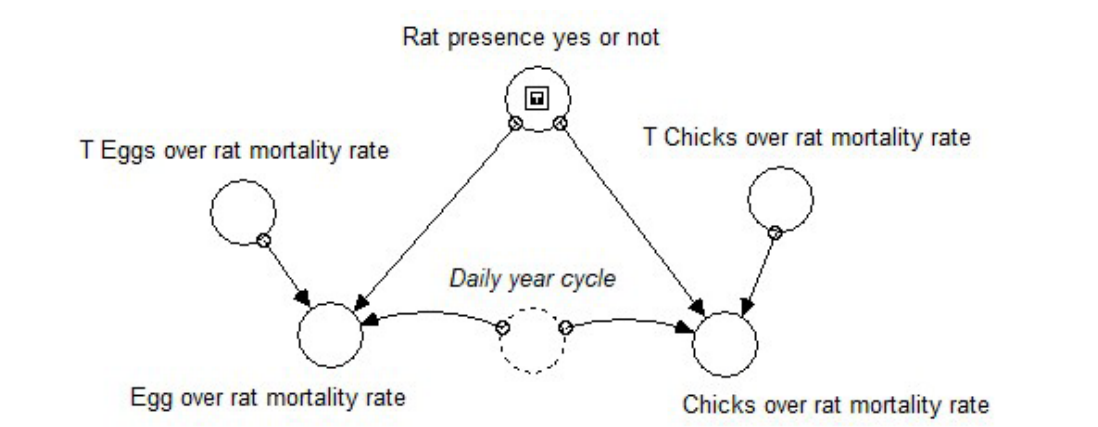 Rat presence yes or not
T Eggs over rat mortality rate
T Chicks over rat mortality rate
Daily year cycle
Egg over rat mortality rate
Chicks over rat mortality rate